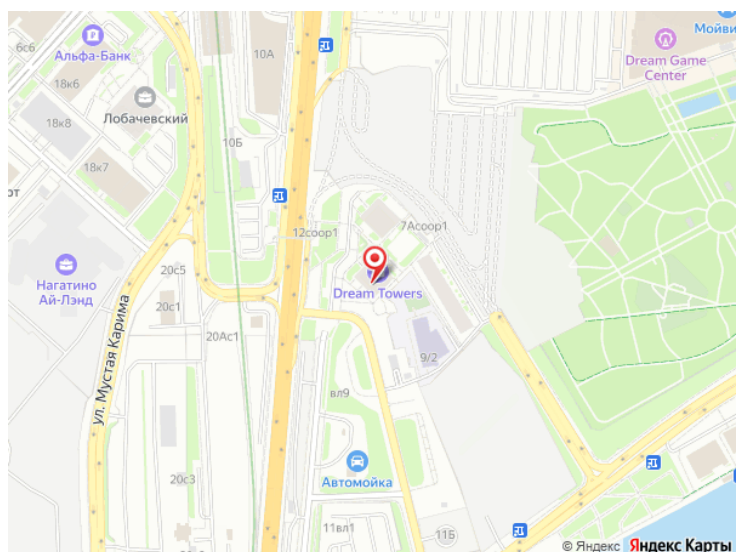 6с6
Альфа-Банк
10А
Мойви
Dream Game
Center
18к6
Лобачевский
18к8
10Б
18к7
от
12соор1
7Асоор1
Нагатино
Ай-Лэнд
20с5
20с1
Dream Towers
20Ас1
9/2
ул. Мустая Карима
вл9
Автомойка
20с3
11вл1
11Б
© Яндекс Яндекс Карты